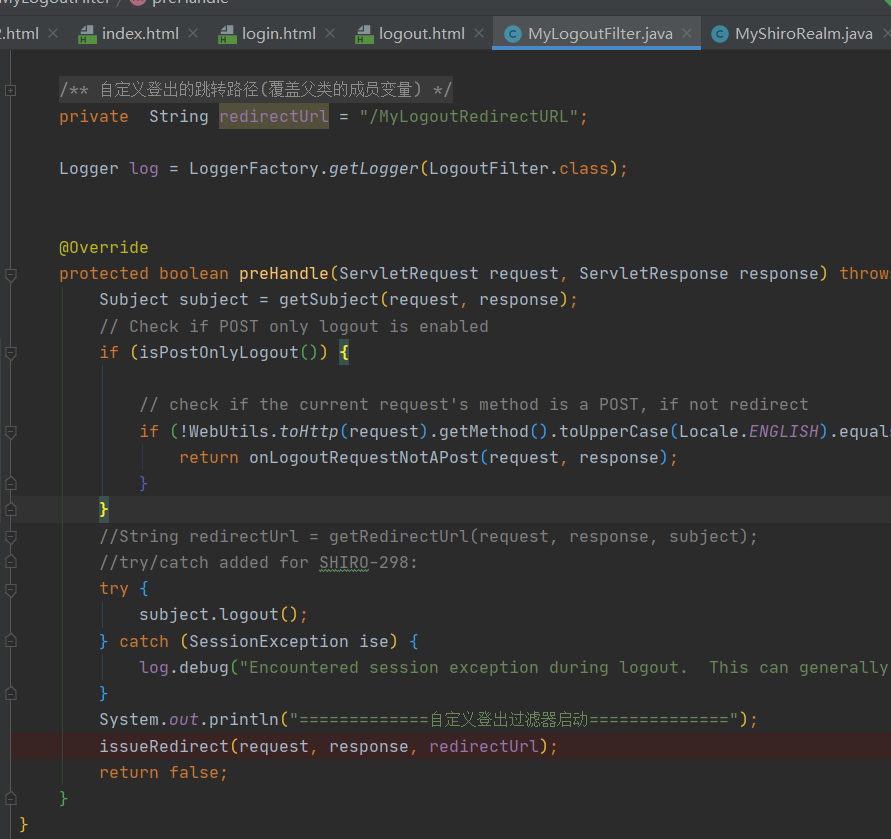 MyLogoutFilter / preHandle
.html × index.html × login.html × logout.html × MyLogoutFilter.java × MyShiroRealm.java ×
/** 自定义登出的跳转路径(覆盖父类的成员变量) */
private  String redirectUrl = "/MyLogoutRedirectURL";
Logger log = LoggerFactory.getLogger(LogoutFilter.class);
@Override
protected boolean preHandle(ServletRequest request, ServletResponse response) throw
Subject subject = getSubject(request, response);
// Check if POST only logout is enabled
if (isPostOnlyLogout()) {
// check if the current request's method is a POST, if not redirect
if (!WebUtils.toHttp(request).getMethod().toUpperCase(Locale.ENGLISH).equal
return onLogoutRequestNotAPost(request, response);
}
}
//String redirectUrl = getRedirectUrl(request, response, subject);
//try/catch added for SHIRO-298:
try {
subject.logout();
} catch (SessionException ise) {
log.debug("Encountered session exception during logout.  This can generally
}
System.out.println("=============自定义登出过滤器启动==============");
issueRedirect(request, response, redirectUrl);
return false;
}
}